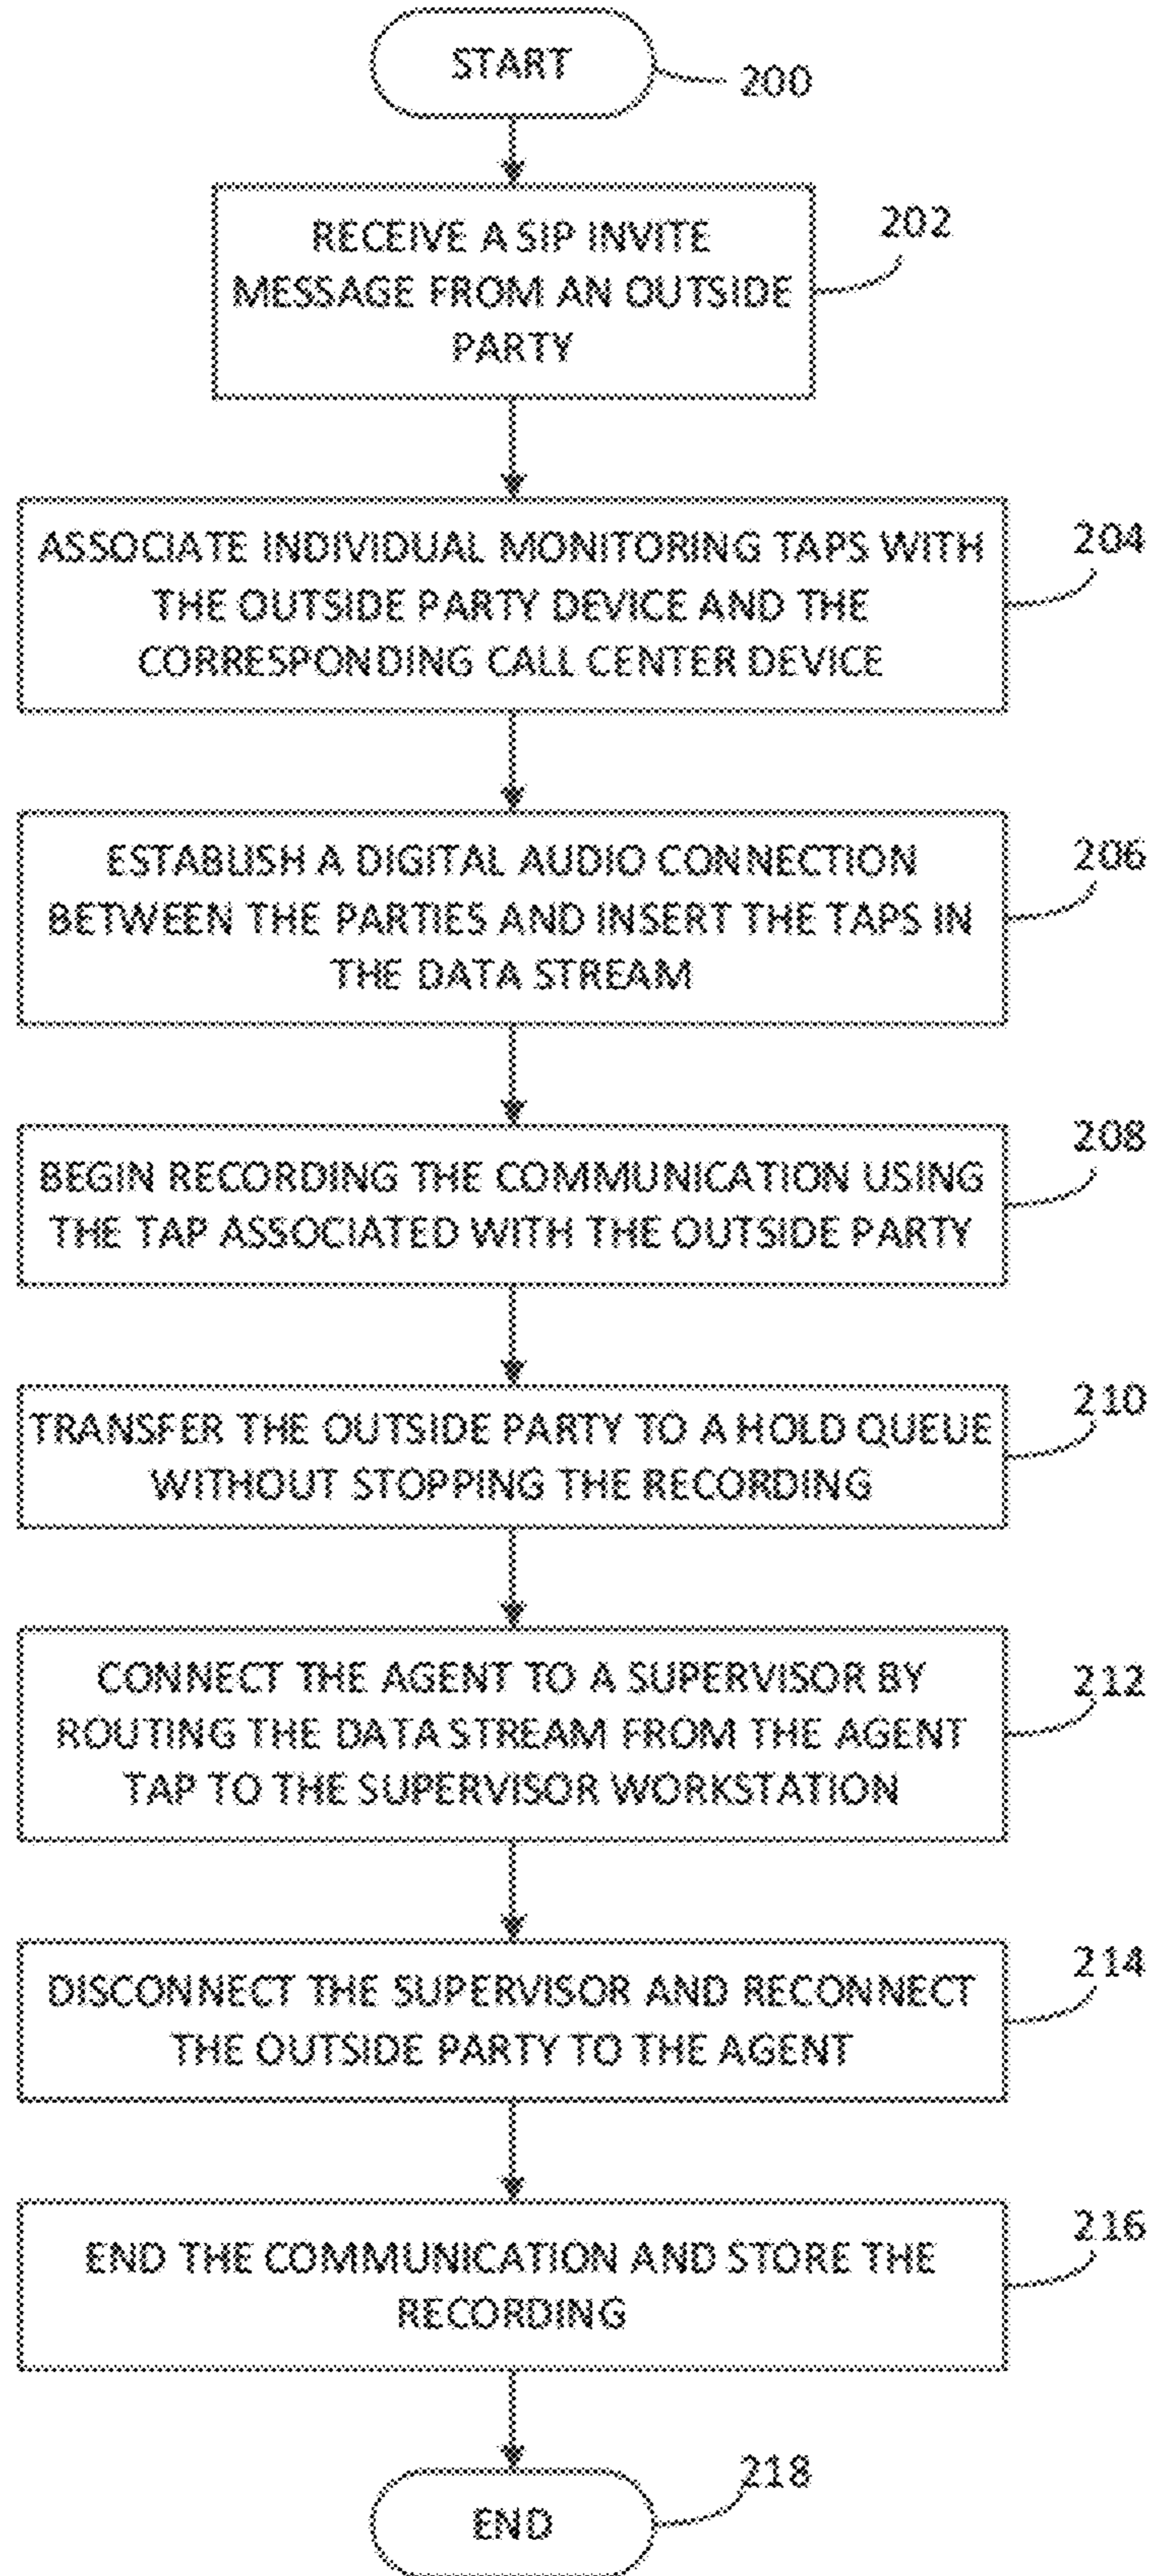 START
200
RECEIVE A SIP INVITE
MESSAGE FROM AN OUTSIDE
PARTY
202
ASSOCIATE INDIVIDUAL MONITORING TAPS WITH
THE OUTSIDE PARTY DEVICE AND THE
CORRESPONDING CALL CENTER DEVICE
204
ESTABLISH A DIGITAL AUDIO CONNECTION
BETWEEN THE PARTIES AND INSERT THE TAPS IN
THE DATA STREAM
206
BEGIN RECORDING THE COMMUNICATION USING
THE TAP ASSOCIATED WITH THE OUTSIDE PARTY
208
TRANSFER THE OUTSIDE PARTY TO A HOLD QUEUE
WITHOUT STOPPING THE RECORDING
210
CONNECT THE AGENT TO A SUPERVISOR BY
ROUTING THE DATA STREAM FROM THE AGENT
TAP TO THE SUPERVISOR WORKSTATION
212
DISCONNECT THE SUPERVISOR AND RECONNECT
THE OUTSIDE PARTY TO THE AGENT
214
END THE COMMUNICATION AND STORE THE
RECORDING
216
END
218